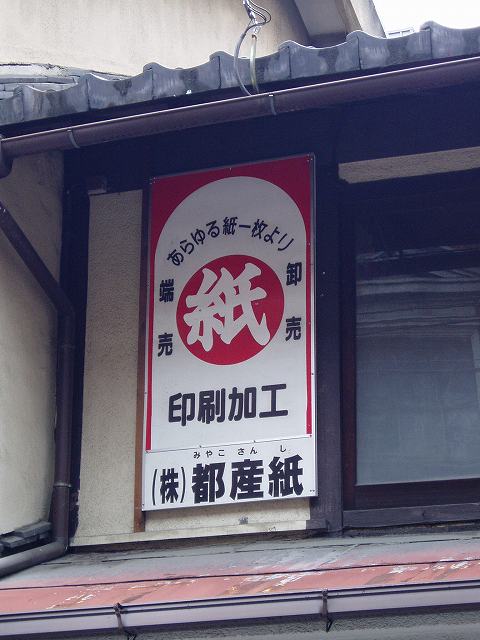 あらゆる紙一枚より
端売
紙
卸売
印刷加工
みやこさんし
(株)都産紙